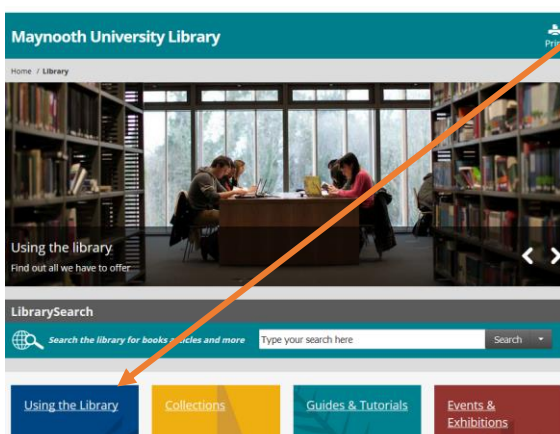 Maynooth University Library
Home / Library
Using the library
Find out all we have to offer
LibrarySearch
Search the library for books articles and more
Type your search here
Search
Using the Library
Collections
Guides & Tutorials
Events &
Exhibitions